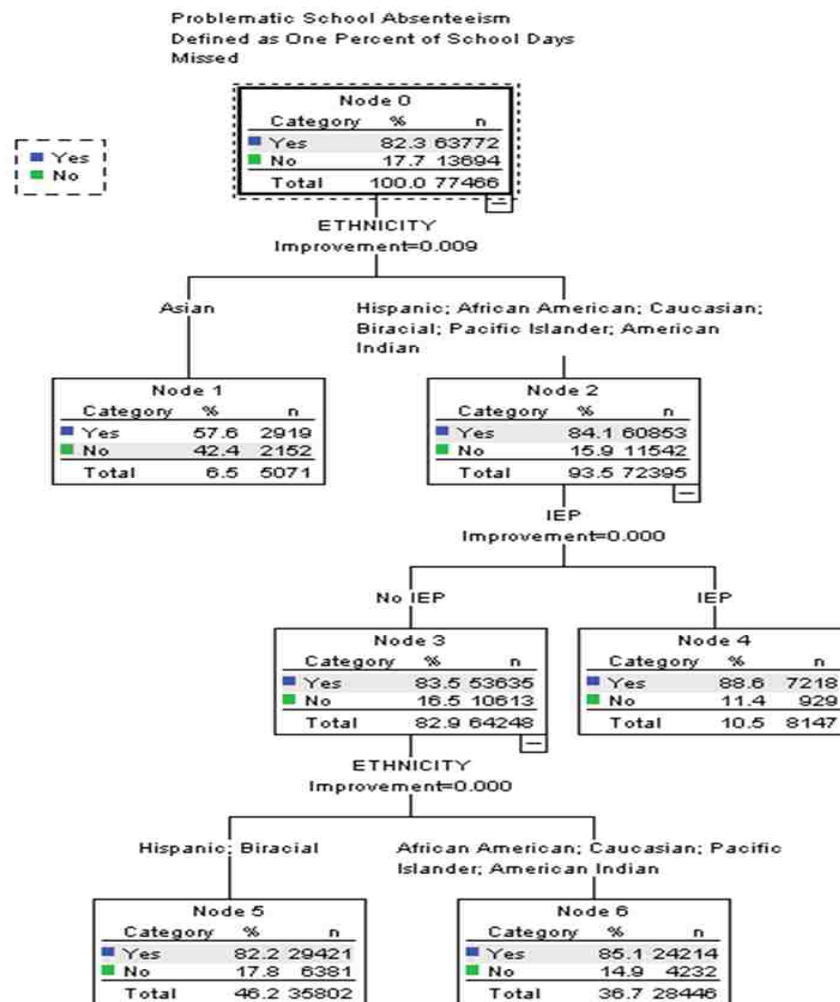 Problematic School Absenteeism
Defined as One Percent of School Days
Missed
Yes
No
Node 0
Category % n
Yes 82.3 63772
No 17.7 13694
Total 100.0 77466
ETHNICITY
Improvement=0.009
Asian
Hispanic; African American; Caucasian;
Biracial; Pacific Islander; American
Indian
Node 1
Category % n
Yes 57.6 2919
No 42.4 2152
Total 6.5 5071
Node 2
Category % n
Yes 84.1 60853
No 15.9 11542
Total 93.5 72395
IEP
Improvement=0.000
No IEP
IEP
Node 3
Category % n
Yes 83.5 53635
No 16.5 10613
Total 82.9 64248
Node 4
Category % n
Yes 88.6 7218
No 11.4 929
Total 10.5 8147
ETHNICITY
Improvement=0.000
Hispanic; Biracial
African American; Caucasian; Pacific
Islander; American Indian
Node 5
Category % n
Yes 82.2 29421
No 17.8 6381
Total 46.2 35802
Node 6
Category % n
Yes 85.1 24214
No 14.9 4232
Total 36.7 28446